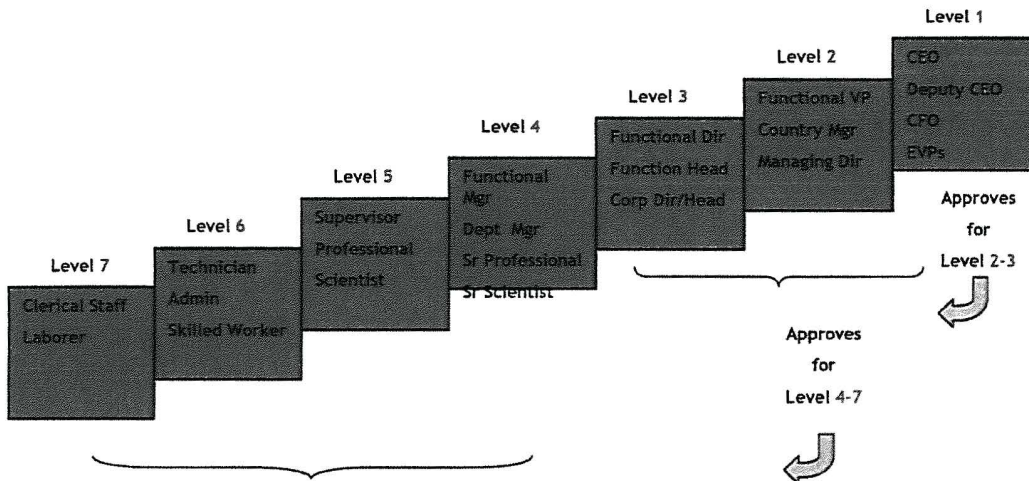 Level 1
CEO
Deputy CEO
CFO
EVPs
Level 2
Functional VP
Country Mgr
Managing Dir
Level 3
Functional Dir
Function Head
Corp Dir/Head
Level 4
Functional
Mgr
Dept Mgr
Sr Professional
Sr Scientist
Level 5
Supervisor
Professional
Scientist
Level 6
Technician
Admin
Skilled Worker
Level 7
Clerical Staff
Laborer
Approves
for
Level 2-3
Approves
for
Level 4-7